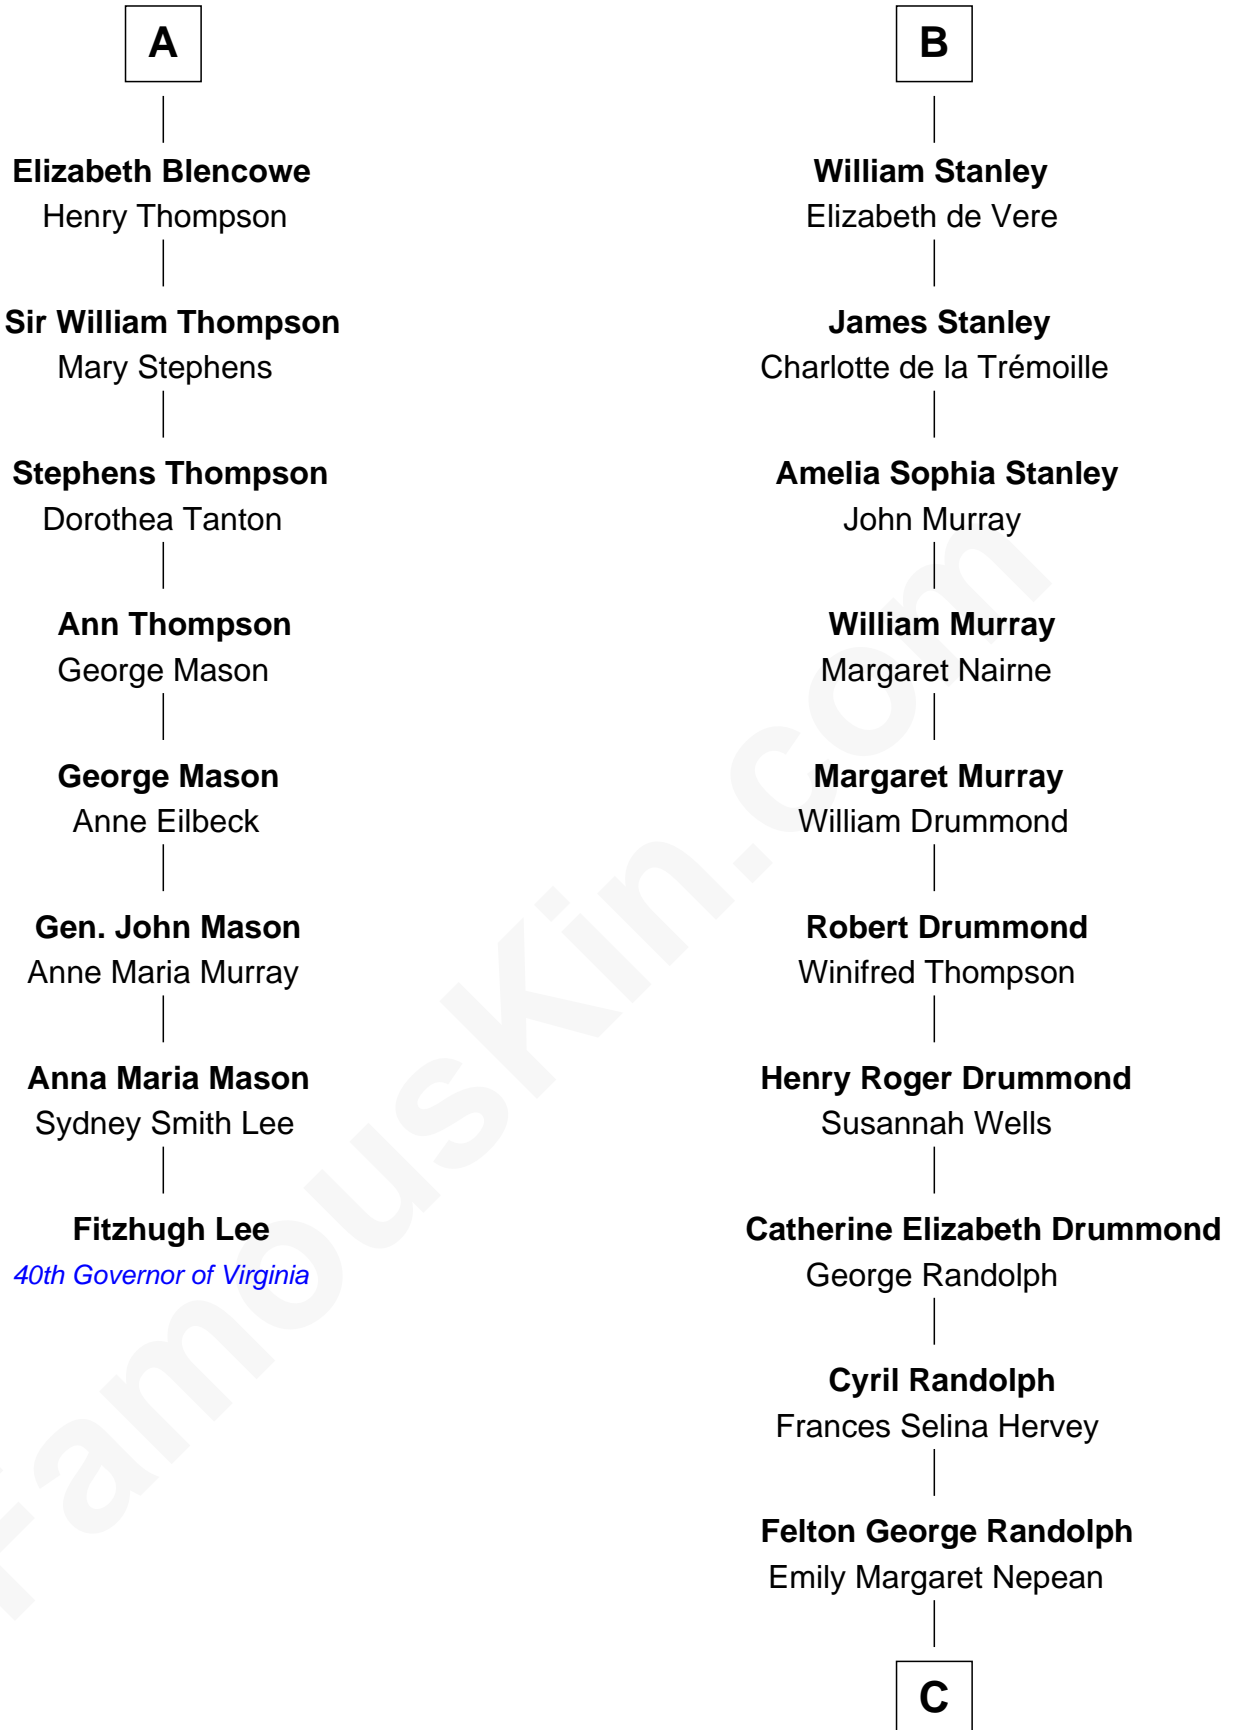 A
Elizabeth Blencowe
Henry Thompson
Sir William Thompson
Mary Stephens
Stephens Thompson
Dorothea Tanton
Ann Thompson
George Mason
George Mason
Anne Eilbeck
Gen. John Mason
Anne Maria Murray
Anna Maria Mason
Sydney Smith Lee
Fitzhugh Lee
40th Governor of Virginia
B
William Stanley
Elizabeth de Vere
James Stanley
Charlotte de la Trémoille
Amelia Sophia Stanley
John Murray
William Murray
Margaret Nairne
Margaret Murray
William Drummond
Robert Drummond
Winifred Thompson
Henry Roger Drummond
Susannah Wells
Catherine Elizabeth Drummond
George Randolph
Cyril Randolph
Frances Selina Hervey
Felton George Randolph
Emily Margaret Nepean
C
FamousKin.com